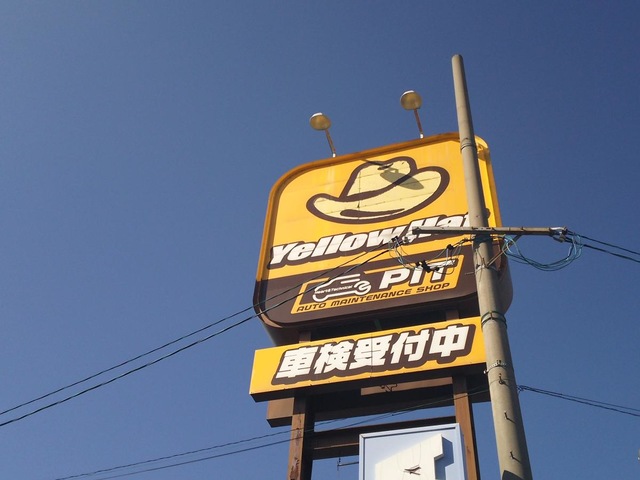 Yellow Hat
PIT
AUTO MAINTENANCE SHOP
車検受付中